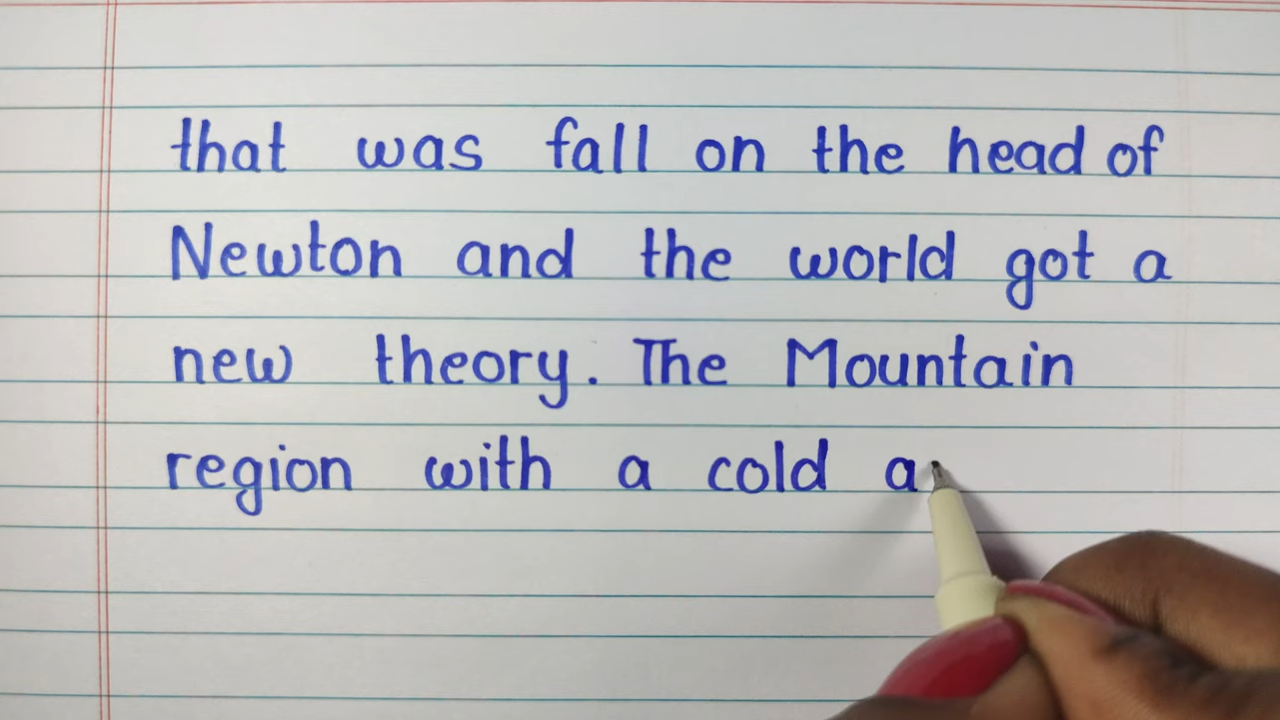 that was fall on the head of
Newton and the world got a
new theory. The Mountain
region with a cold a